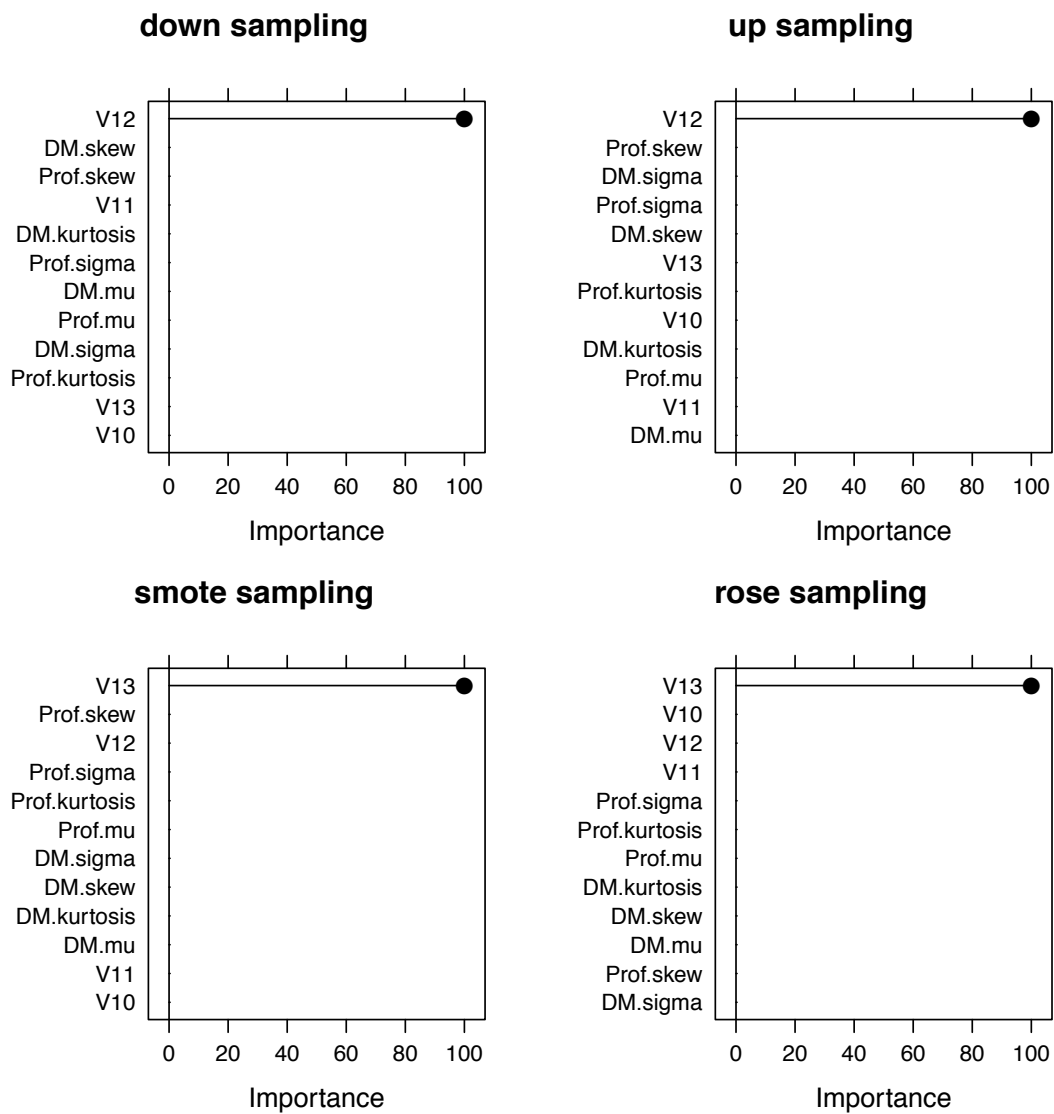 down sampling
V12
DM.skew
Prof.skew
V11
DM.kurtosis
Prof.sigma
DM.mu
Prof.mu
DM.sigma
Prof.kurtosis
V13
V10
0 20 40 60 80 100
Importance
up sampling
V12
Prof.skew
DM.sigma
Prof.sigma
DM.skew
V13
Prof.kurtosis
V10
DM.kurtosis
Prof.mu
V11
DM.mu
0 20 40 60 80 100
Importance
smote sampling
V13
Prof.skew
V12
Prof.sigma
Prof.kurtosis
Prof.mu
DM.sigma
DM.skew
DM.kurtosis
DM.mu
V11
V10
0 20 40 60 80 100
Importance
rose sampling
V13
V10
V12
V11
Prof.sigma
Prof.kurtosis
Prof.mu
DM.kurtosis
DM.skew
DM.mu
Prof.skew
DM.sigma
0 20 40 60 80 100
Importance